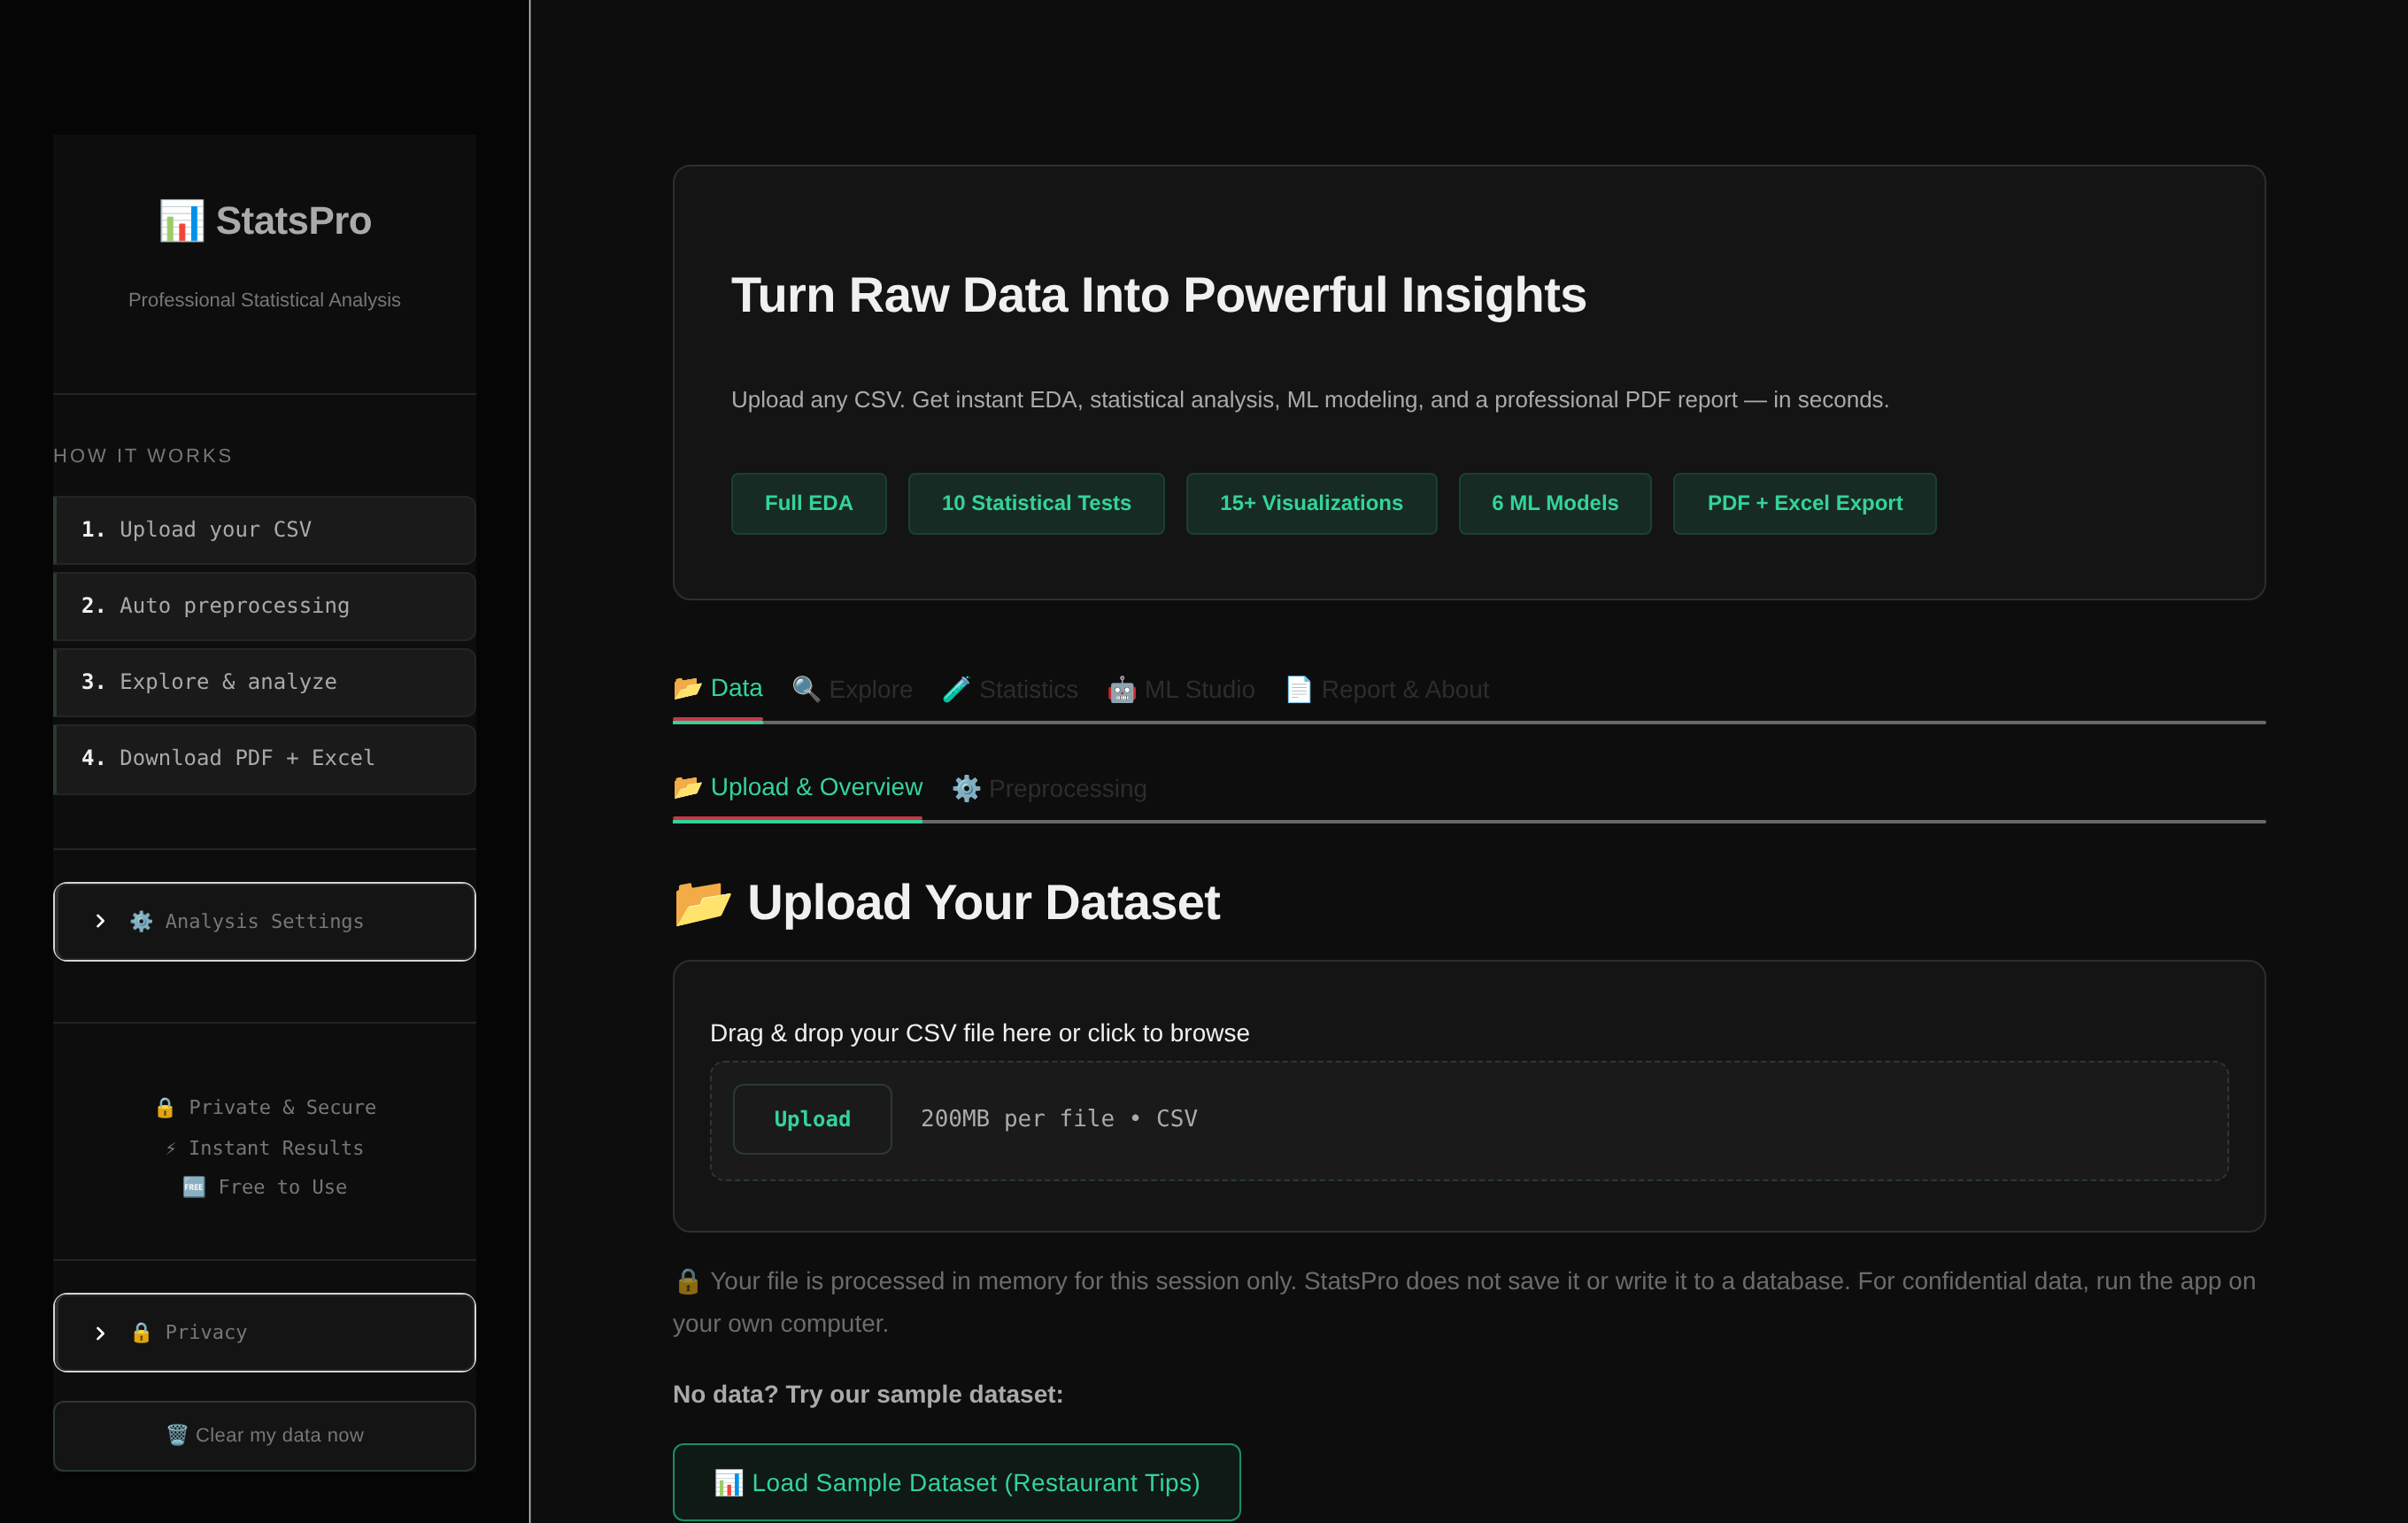 📊 StatsPro
Professional Statistical Analysis
HOW IT WORKS
1. Upload your CSV
2. Auto preprocessing
3. Explore & analyze
4. Download PDF + Excel
⚙️ Analysis Settings
🔒 Private & Secure
⚡ Instant Results
🆓 Free to Use
🔒 Privacy
🗑️ Clear my data now
Turn Raw Data Into Powerful Insights
Upload any CSV. Get instant EDA, statistical analysis, ML modeling, and a professional PDF report — in seconds.
Full EDA 10 Statistical Tests 15+ Visualizations 6 ML Models PDF + Excel Export
📂 Data 🔍 Explore 🧪 Statistics 🤖 ML Studio 📄 Report & About
📂 Upload & Overview ⚙️ Preprocessing
📂 Upload Your Dataset
Drag & drop your CSV file here or click to browse
Upload 200MB per file • CSV
🔒 Your file is processed in memory for this session only. StatsPro does not save it or write it to a database. For confidential data, run the app on
your own computer.
No data? Try our sample dataset:
📊 Load Sample Dataset (Restaurant Tips)